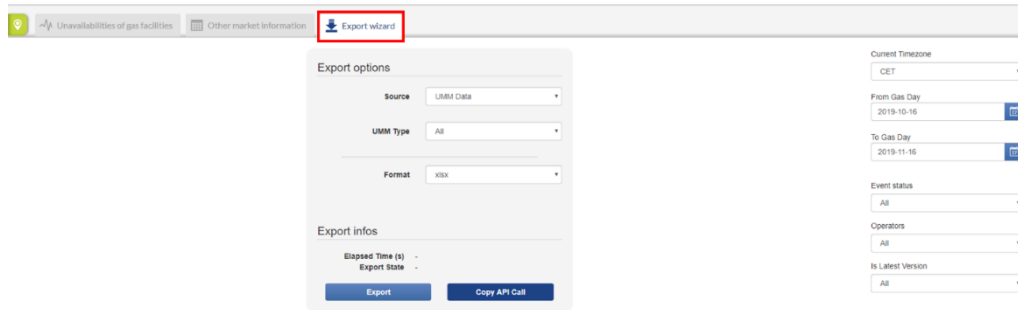 Unavailabilities of gas facilities Other market information Export wizard
Export options
Source UMM Data
UMM Type All
Format xlsx
Export infos
Elapsed Time (s) -
Export State -
Export Copy API Call
Current Timezone
CET
From Gas Day
2019-10-16
To Gas Day
2019-11-16
Event status
All
Operators
All
Is Latest Version
All